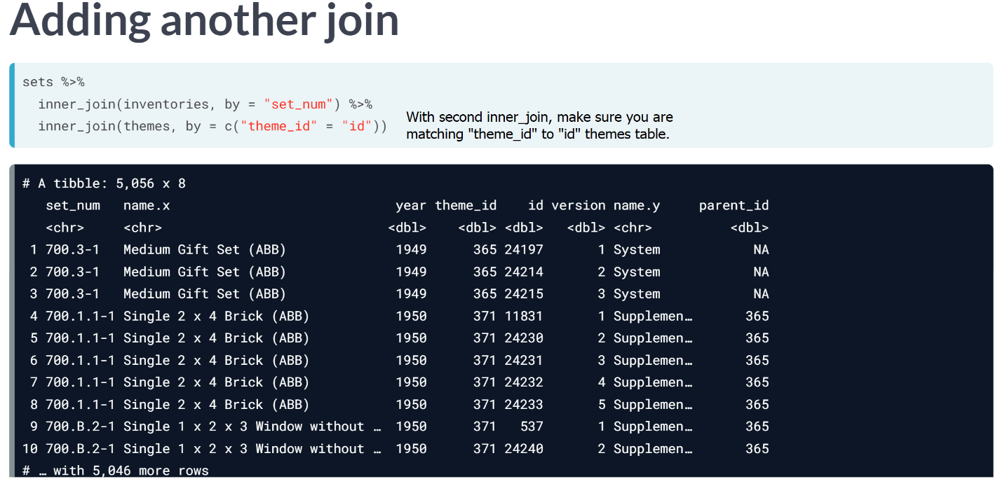 Adding another join
sets %>%
inner_join(inventories, by = "set_num") %>%
inner_join(themes, by = c("theme_id" = "id"))
With second inner_join, make sure you are
matching "theme_id" to "id" themes table.
# A tibble: 5,056 x 8
set_num name.x year theme_id id version name.y parent_id
<chr> <chr> <dbl> <dbl> <dbl> <dbl> <chr> <dbl>
1 700.3-1 Medium Gift Set (ABB) 1949 365 24197 1 System NA
2 700.3-1 Medium Gift Set (ABB) 1949 365 24214 2 System NA
3 700.3-1 Medium Gift Set (ABB) 1949 365 24215 3 System NA
4 700.1.1-1 Single 2 x 4 Brick (ABB) 1950 371 11831 1 Supplemen… 365
5 700.1.1-1 Single 2 x 4 Brick (ABB) 1950 371 24230 2 Supplemen… 365
6 700.1.1-1 Single 2 x 4 Brick (ABB) 1950 371 24231 3 Supplemen… 365
7 700.1.1-1 Single 2 x 4 Brick (ABB) 1950 371 24232 4 Supplemen… 365
8 700.1.1-1 Single 2 x 4 Brick (ABB) 1950 371 24233 5 Supplemen… 365
9 700.B.2-1 Single 1 x 2 x 3 Window without … 1950 371 537 1 Supplemen… 365
10 700.B.2-1 Single 1 x 2 x 3 Window without … 1950 371 24240 2 Supplemen… 365
# … with 5,046 more rows